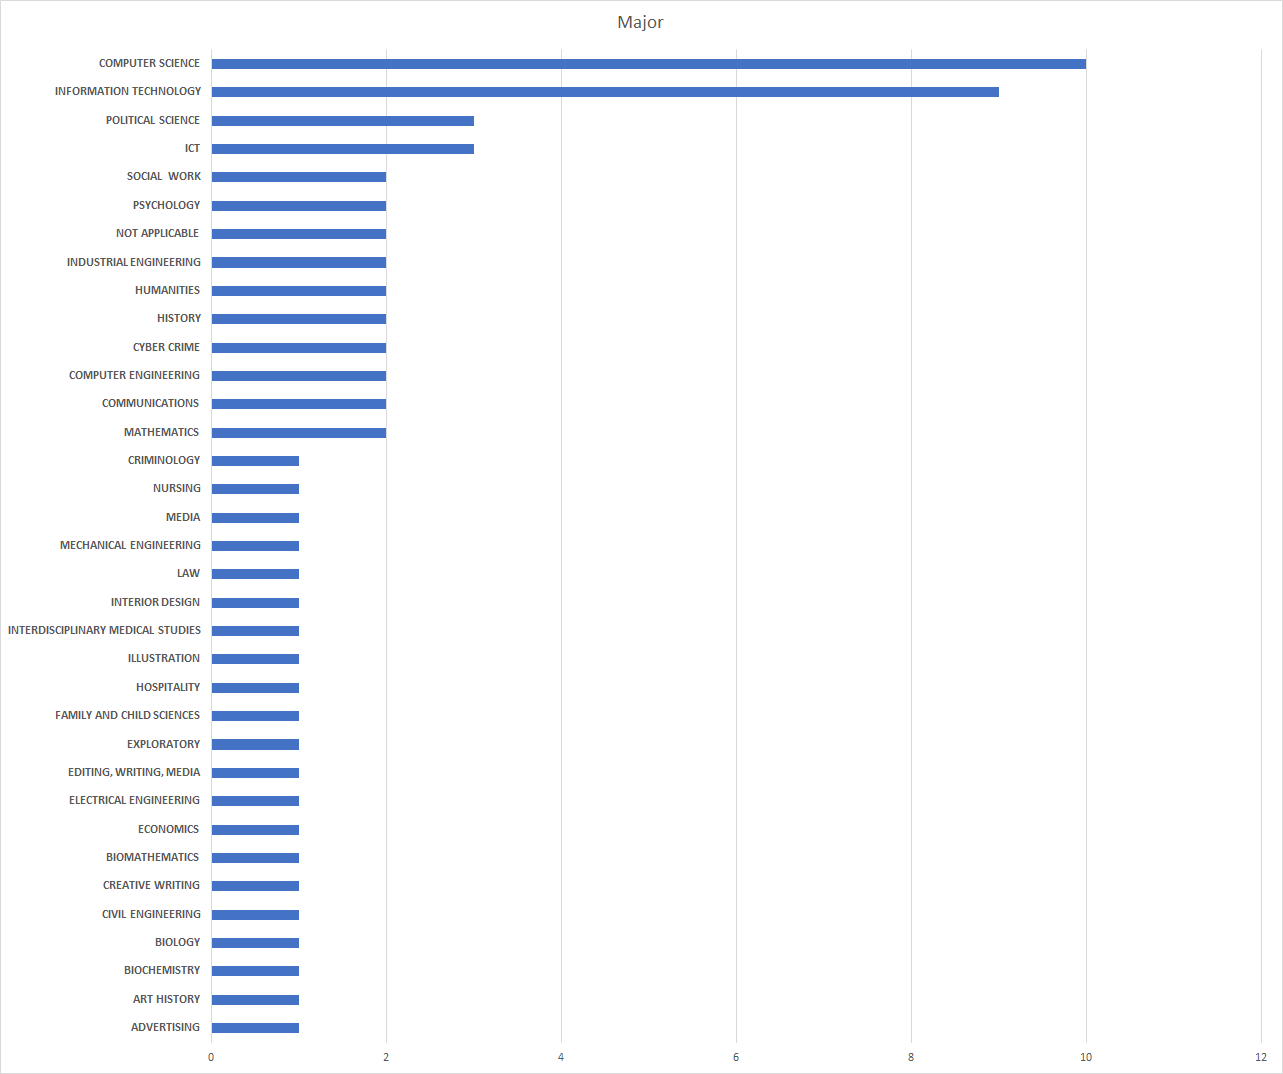 Major
COMPUTER SCIENCE
INFORMATION TECHNOLOGY
POLITICAL SCIENCE
ICT
SOCIAL  WORK
PSYCHOLOGY
NOT APPLICABLE
INDUSTRIAL ENGINEERING
HUMANITIES
HISTORY
CYBER CRIME
COMPUTER ENGINEERING
COMMUNICATIONS
MATHEMATICS
CRIMINOLOGY
NURSING
MEDIA
MECHANICAL ENGINEERING
LAW
INTERIOR DESIGN
INTERDISCIPLINARY MEDICAL STUDIES
ILLUSTRATION
HOSPITALITY
FAMILY AND CHILD SCIENCES
EXPLORATORY
EDITING, WRITING, MEDIA
ELECTRICAL ENGINEERING
ECONOMICS
BIOMATHEMATICS
CREATIVE WRITING
CIVIL ENGINEERING
BIOLOGY
BIOCHEMISTRY
ART HISTORY
ADVERTISING
0 2 4 6 8 10 12